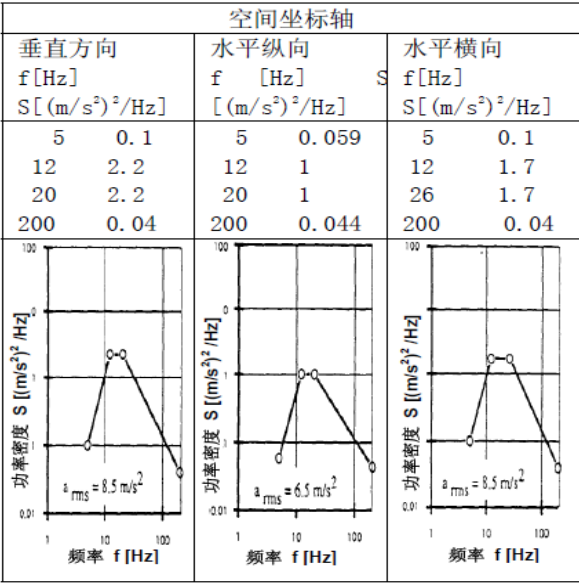 空间坐标轴
垂直方向
f[Hz]
S[(m/s²)²/Hz]
水平纵向
f [Hz] S
[(m/s²)²/Hz]
水平横向
f[Hz]
S[(m/s²)²/Hz]
5 0.1
12 2.2
20 2.2
200 0.04
5 0.059
12 1
20 1
200 0.044
5 0.1
12 1.7
26 1.7
200 0.04
100
0
1
.1
0.01
功率密度 S [(m/s²)² /Hz]
a rms = 8.5 m/s²
1 10 100
频率 f [Hz]
100
0
1
.1
0.01
功率密度 S [(m/s²)² /Hz]
a rms = 6.5 m/s²
1 10 100
频率 f [Hz]
100
0.01
功率密度 S [(m/s²)² /Hz]
a rms = 8.5 m/s²
1 10 100
频率 f [Hz]